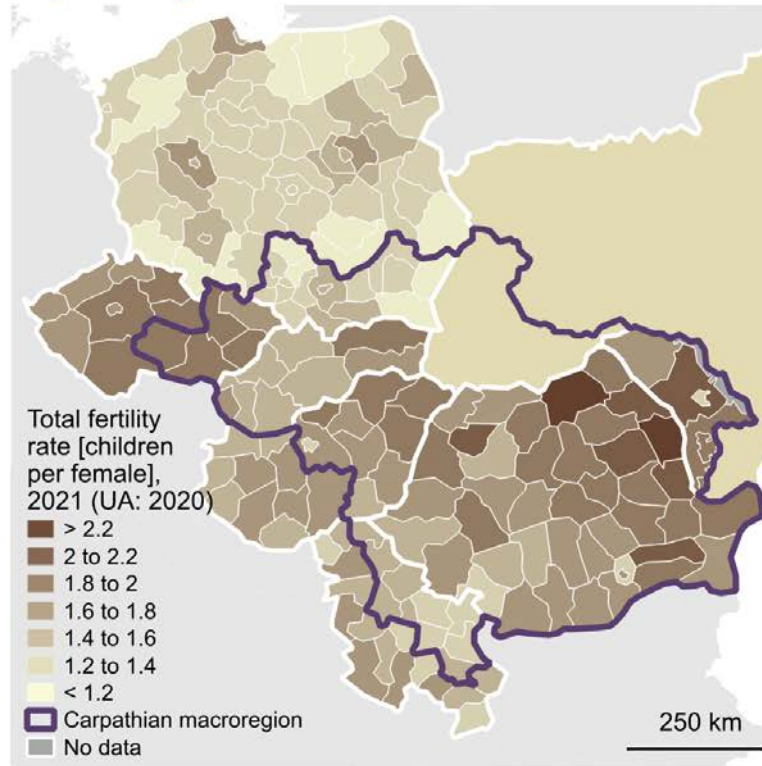 Total fertility
rate [children
per female],
2021 (UA: 2020)
> 2.2
2 to 2.2
1.8 to 2
1.6 to 1.8
1.4 to 1.6
1.2 to 1.4
< 1.2
Carpathian macroregion
No data
250 km